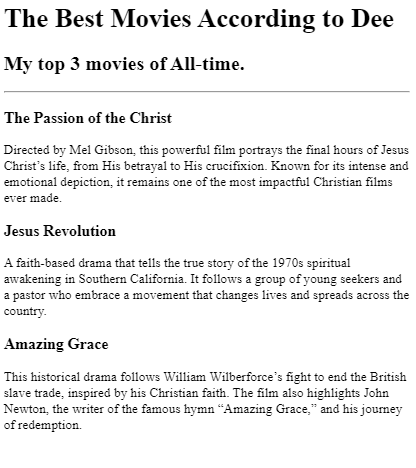 The Best Movies According to Dee
My top 3 movies of All-time.
The Passion of the Christ
Directed by Mel Gibson, this powerful film portrays the final hours of Jesus
Christ’s life, from His betrayal to His crucifixion. Known for its intense and
emotional depiction, it remains one of the most impactful Christian films
ever made.
Jesus Revolution
A faith-based drama that tells the true story of the 1970s spiritual
awakening in Southern California. It follows a group of young seekers and
a pastor who embrace a movement that changes lives and spreads across the
country.
Amazing Grace
This historical drama follows William Wilberforce’s fight to end the British
slave trade, inspired by his Christian faith. The film also highlights John
Newton, the writer of the famous hymn “Amazing Grace,” and his journey
of redemption.